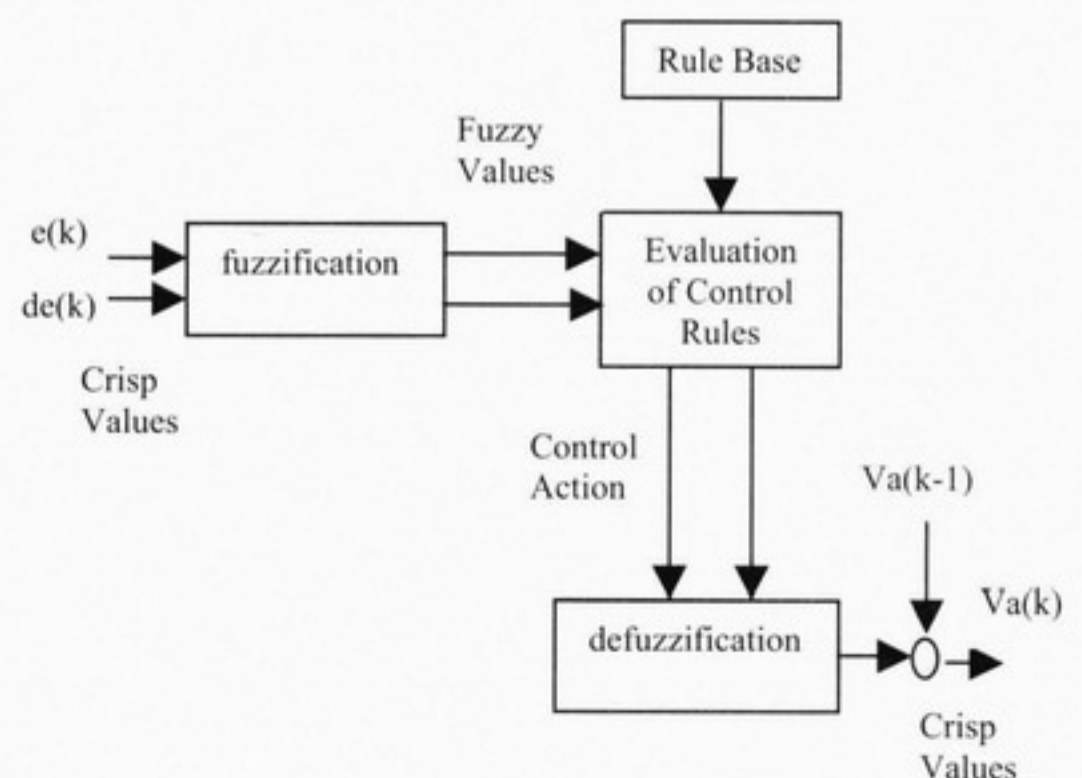 Rule Base
Fuzzy
Values
e(k)
de(k)
fuzzification
Evaluation
of Control
Rules
Crisp
Values
Control
Action
Va(k-1)
Va(k)
defuzzification
Crisp
Values